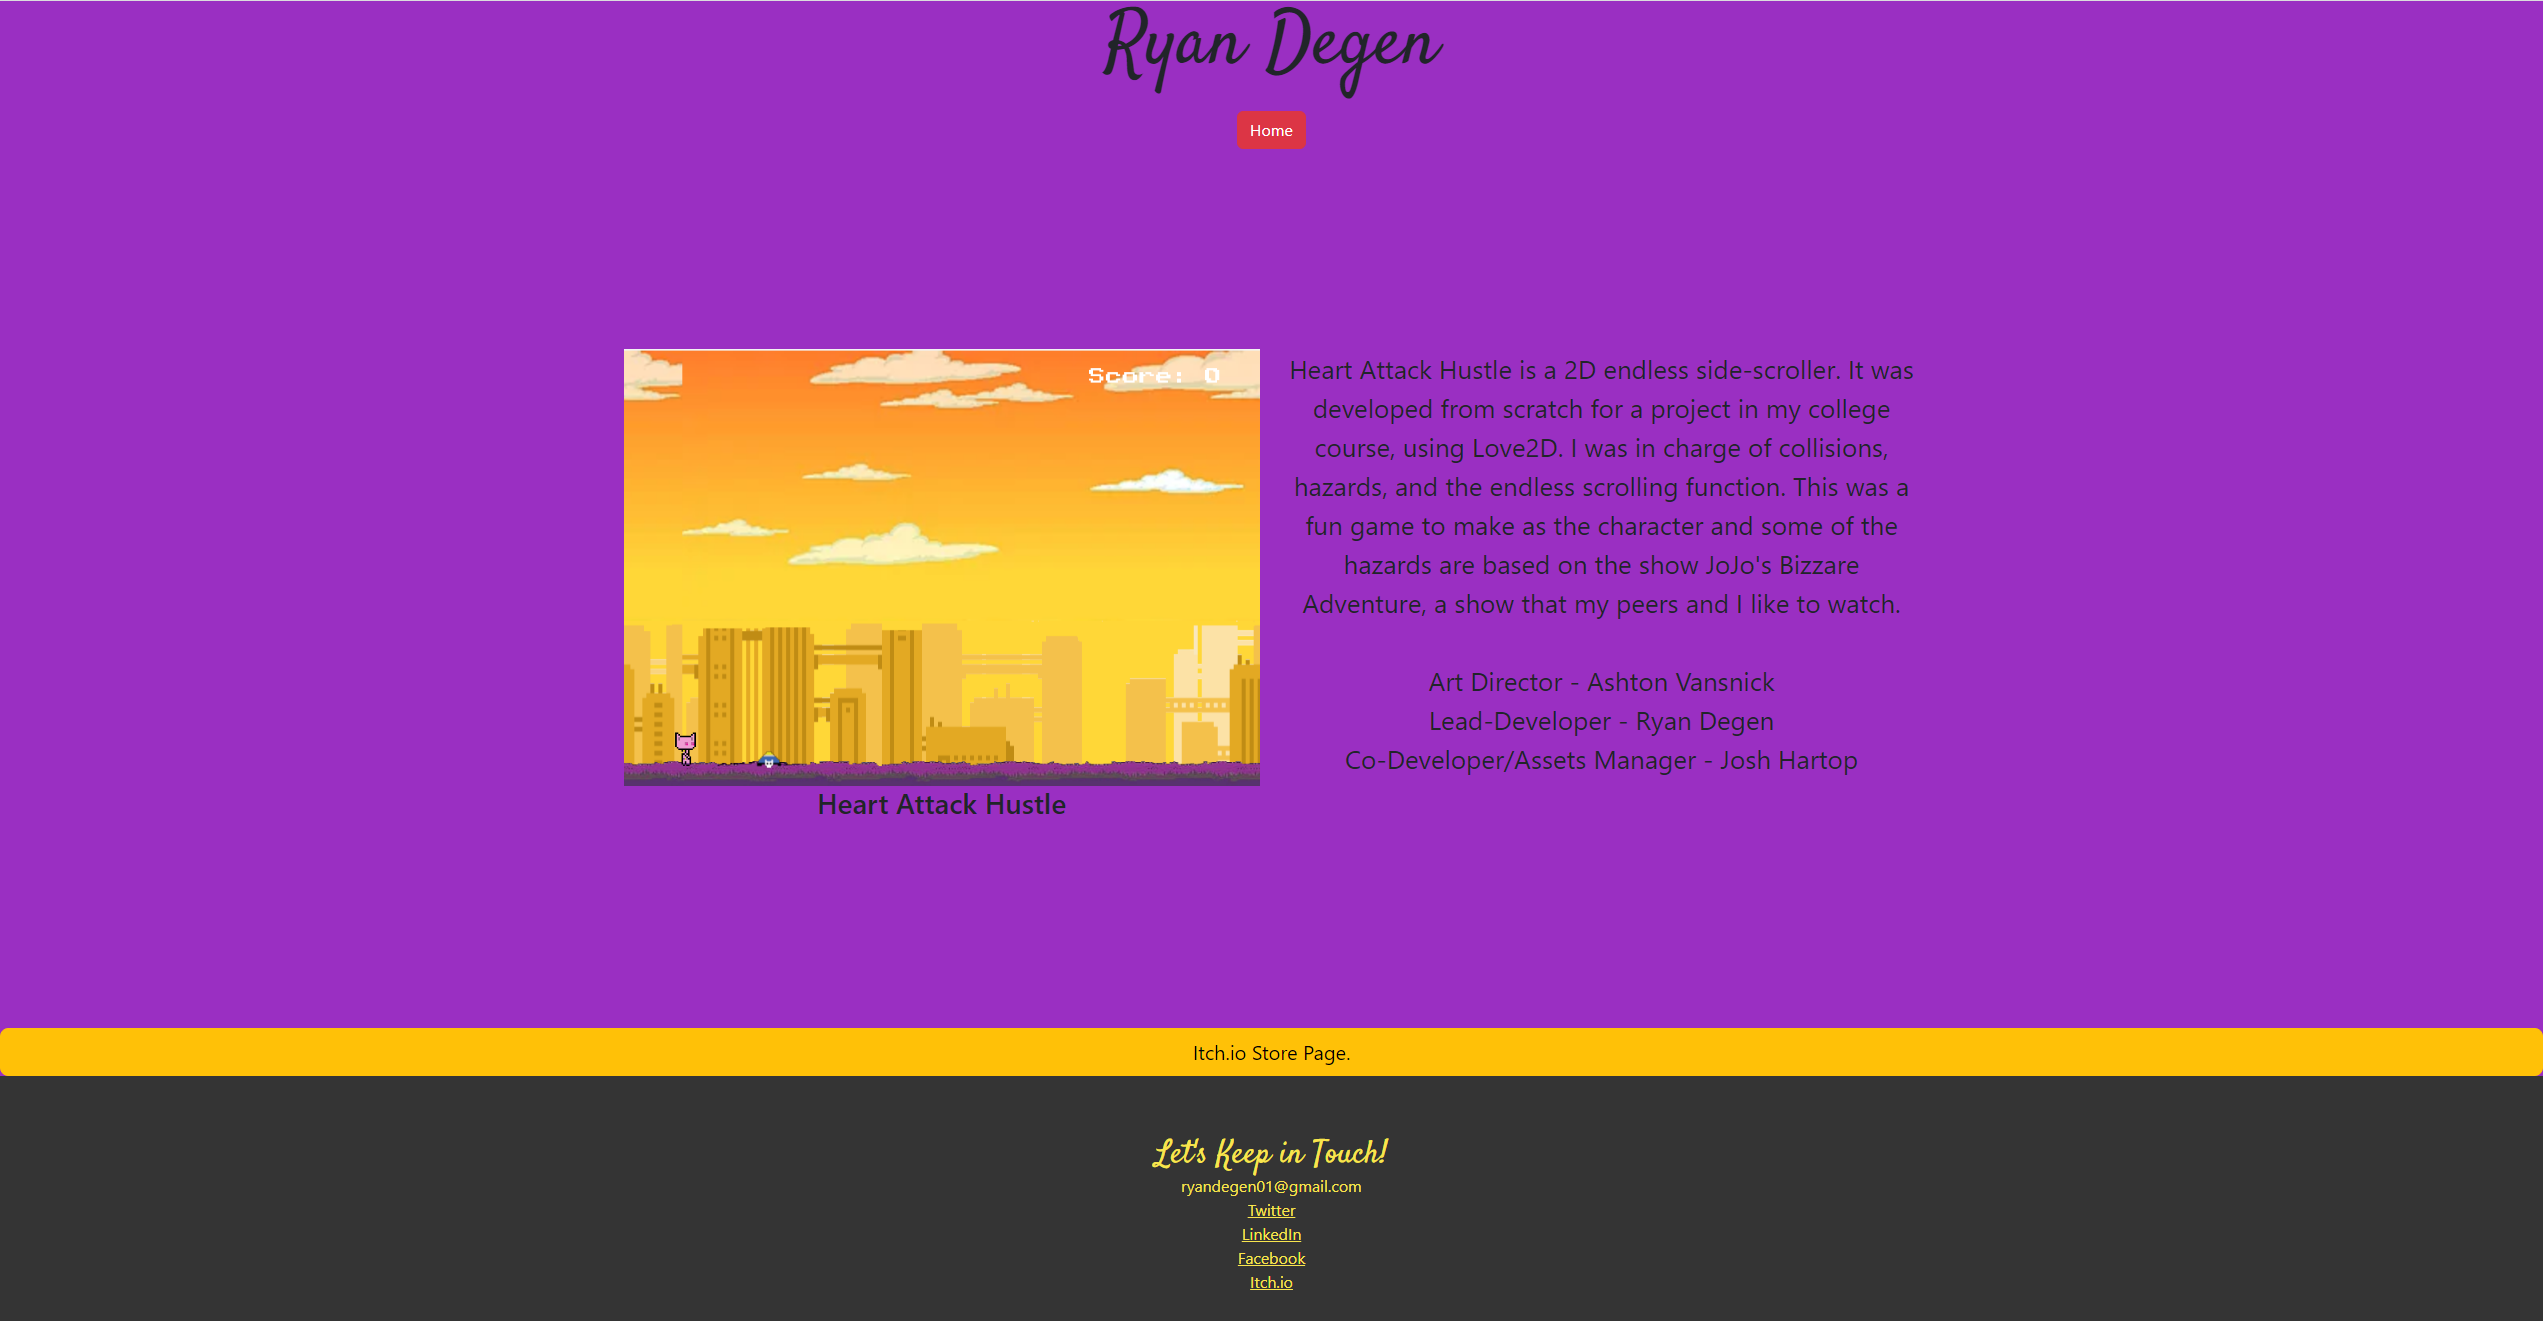 Ryan Degen
Home
Score: 0
Heart Attack Hustle is a 2D endless side-scroller. It was
developed from scratch for a project in my college
course, using Love2D. I was in charge of collisions,
hazards, and the endless scrolling function. This was a
fun game to make as the character and some of the
hazards are based on the show JoJo's Bizzare
Adventure, a show that my peers and I like to watch.
Art Director - Ashton Vansnick
Lead-Developer - Ryan Degen
Co-Developer/Assets Manager - Josh Hartop
Heart Attack Hustle
Itch.io Store Page.
Let's Keep in Touch!
ryandegen01@gmail.com
Twitter
LinkedIn
Facebook
Itch.io